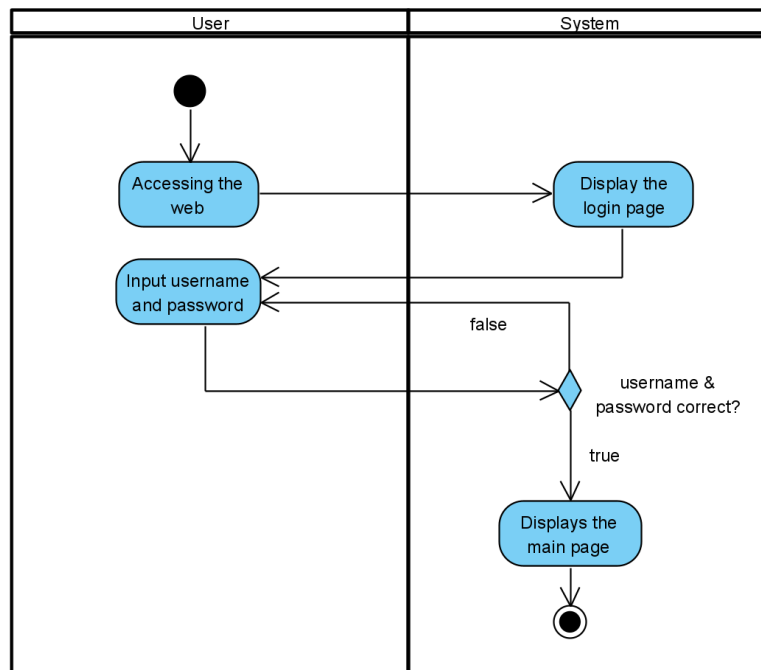 User
System
Accessing the
web
Display the
login page
Input username
and password
false
username &
password correct?
true
Displays the
main page